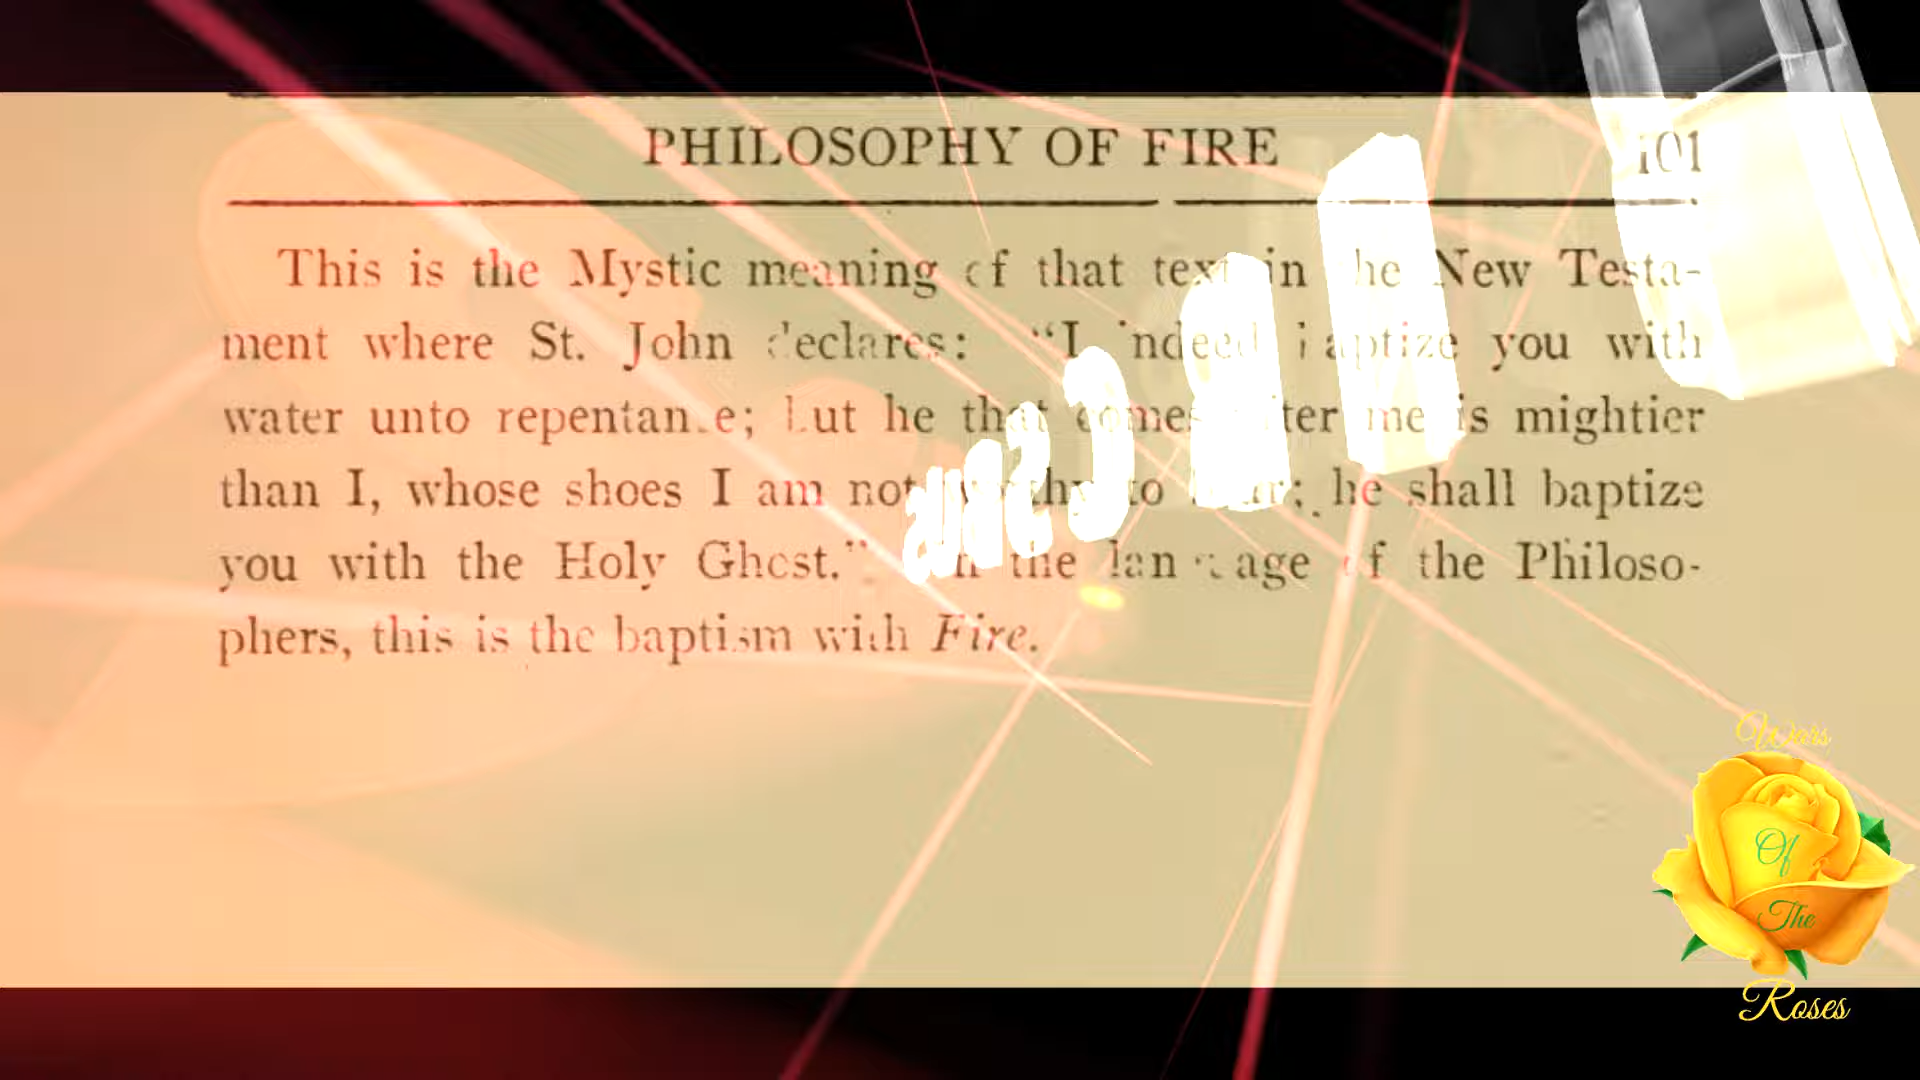 PHILOSOPHY OF FIRE 101
This is the Mystic meaning of that text in the New Testa-
ment where St. John declares: “I indeed baptize you with
water unto repentance; but he that comes after me is mightier
than I, whose shoes I am not worthy to bear; he shall baptize
you with the Holy Ghost.” In the language of the Philoso-
phers, this is the baptism with Fire.
Wars
Of
The
Roses